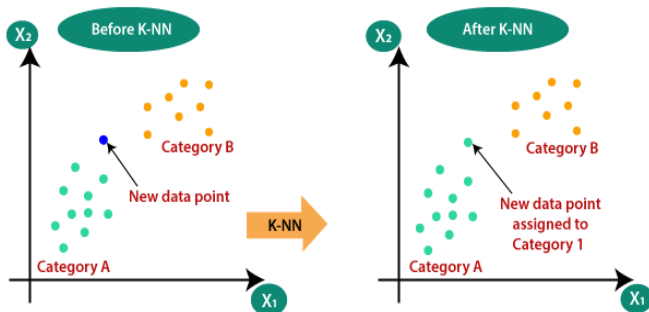 Before K-NN
X₂
Category B
New data point
Category A
X₁
K-NN
After K-NN
X₂
Category B
New data point
assigned to
Category 1
Category A
X₁